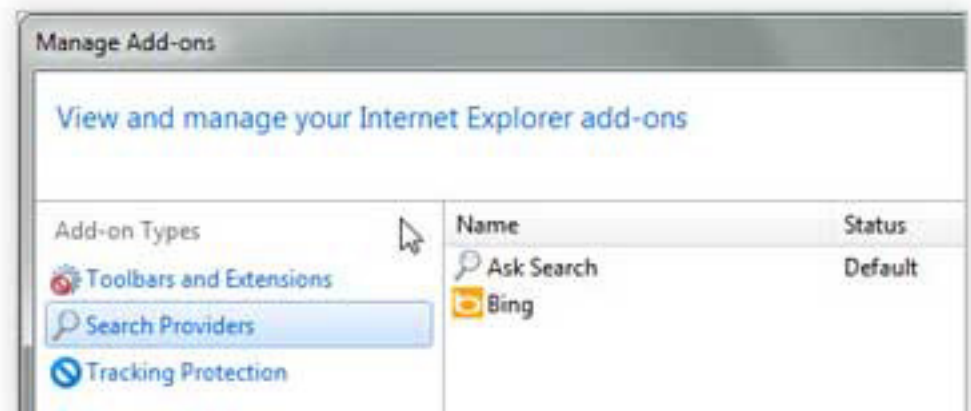 Manage Add-ons
View and manage your Internet Explorer add-ons
Add-on Types
Toolbars and Extensions
Search Providers
Tracking Protection
Name Status
Ask Search Default
Bing